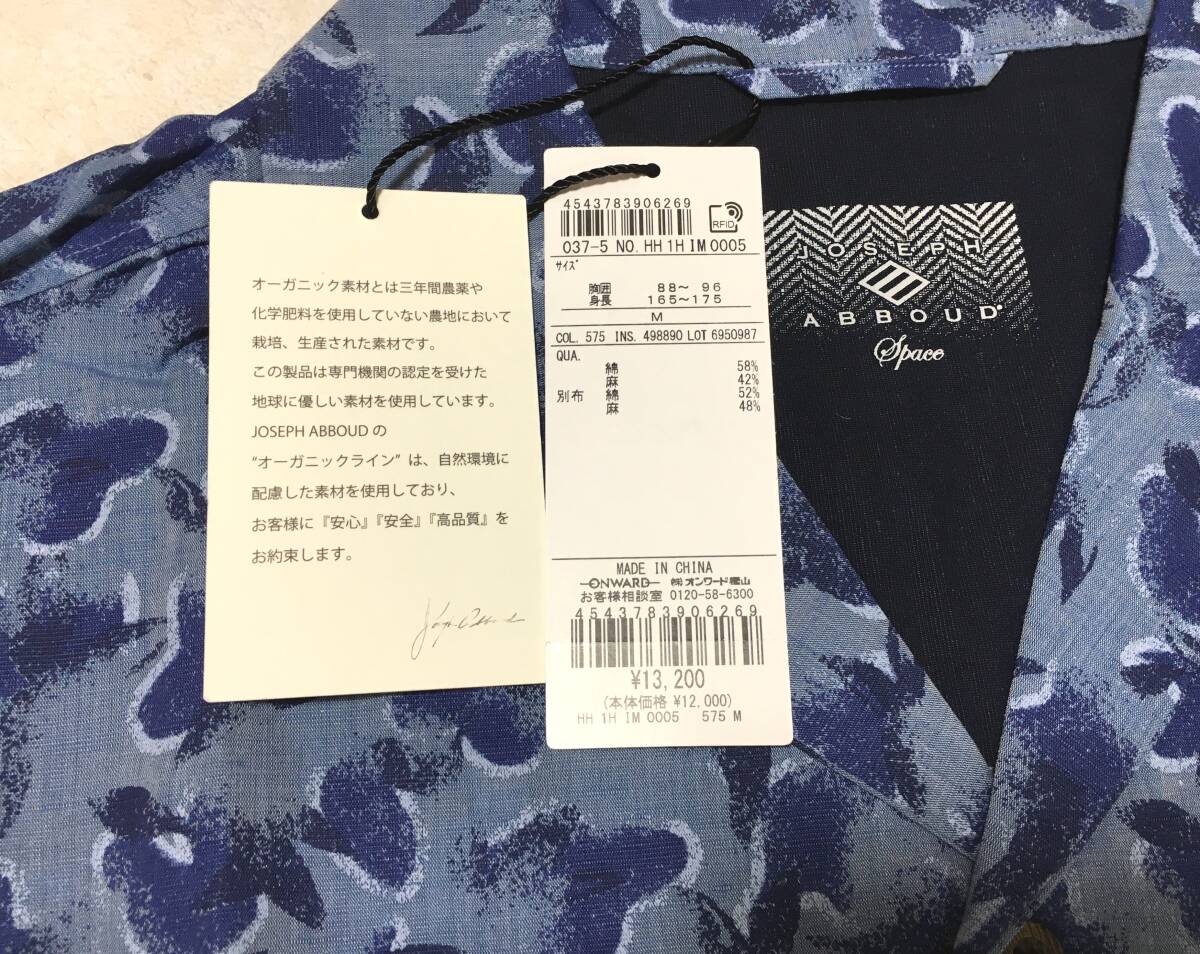 オーガニック素材とは三年間農薬や
化学肥料を使用していない農地において
栽培、生産された素材です。
この製品は専門機関の認定を受けた
地球に優しい素材を使用しています。
JOSEPH ABBOUD の
“オーガニックライン” は、自然環境に
配慮した素材を使用しており、
お客様に『安心』『安全』『高品質』を
お約束します。
4543783906269
RFID
037-5 NO. HH 1H IM 0005
サイズ
胸囲 88～ 96
身長 165～175
M
COL. 575 INS. 498890 LOT 6950987
QUA.
綿 58%
麻 42%
別布 綿 52%
麻 48%
MADE IN CHINA
ONWARD ㈱オンワード樫山
お客様相談室 0120-58-6300
4543783906269
¥13,200
(本体価格 ¥12,000)
HH 1H IM 0005 575 M
JOSEPH
ABBOUD
Space